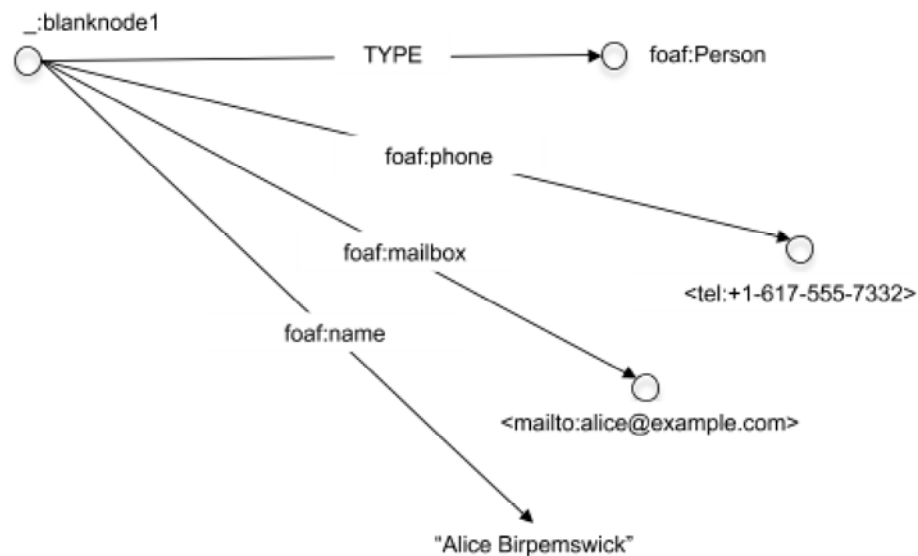 _:blanknode1
TYPE
foaf:Person
foaf:phone
<tel:+1-617-555-7332>
foaf:mailbox
foaf:name
<mailto:alice@example.com>
"Alice Birpemswick"